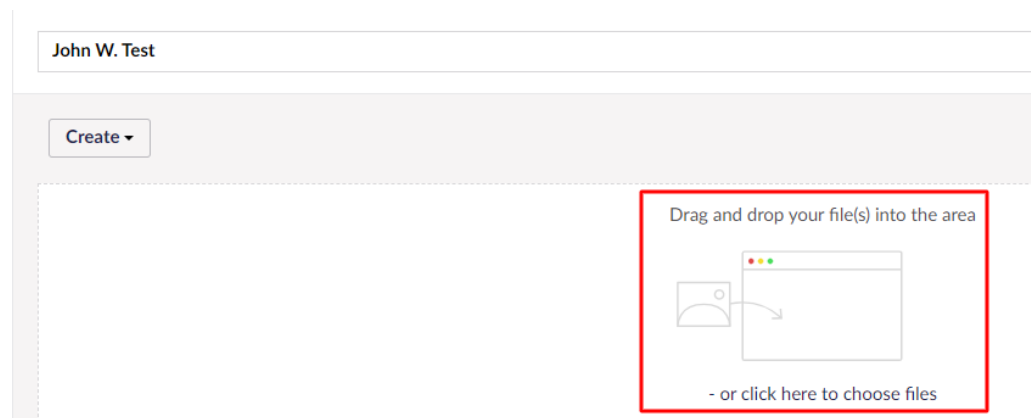 John W. Test
Create
Drag and drop your file(s) into the area
- or click here to choose files